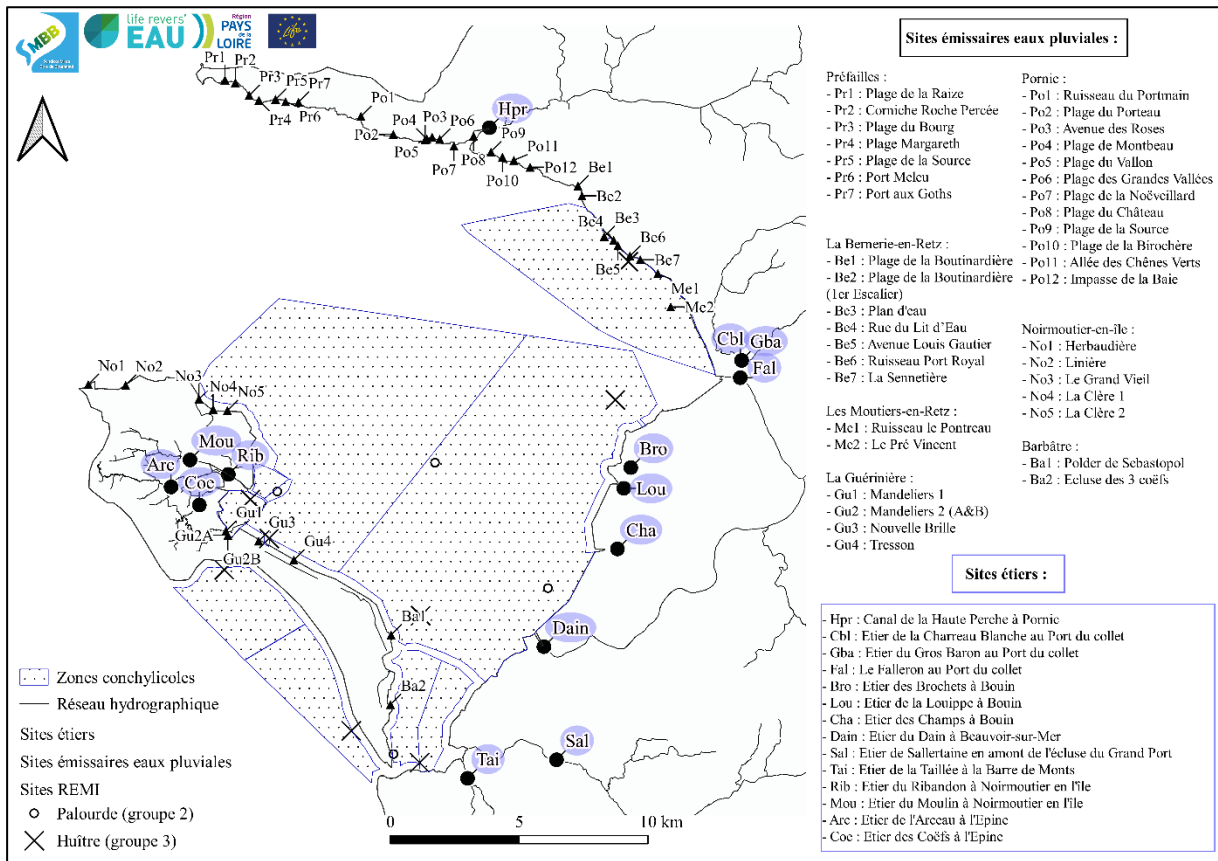 SMBB
life revers'
EAU
Région
PAYS
de la
LOIRE
Life
Pr1
Pr2
Pr3
Pr5
Pr7
Pr4
Pr6
Po1
Po2
Po4
Po3
Po6
Po5
Po7
Hpr
Po9
Po8
Po11
Po10
Po12
Be1
Be2
Be4
Be3
Be5
Be6
Be7
Me1
Me2
Cbl
Gba
Fal
No1
No2
No3
No4
No5
Mou
Rib
Arc
Coe
Gu1
Gu3
Gu2A
Gu4
Gu2B
Bro
Lou
Cha
Ba1
Dain
Ba2
Sal
Tai
Zones conchylicoles
Réseau hydrographique
Sites étiers
Sites émissaires eaux pluviales
Sites REMI
Palourde (groupe 2)
Huître (groupe 3)
0 5 10 km
Sites émissaires eaux pluviales :
Préfailles :
- Pr1 : Plage de la Raize
- Pr2 : Corniche Roche Percée
- Pr3 : Plage du Bourg
- Pr4 : Plage Margareth
- Pr5 : Plage de la Source
- Pr6 : Port Meleu
- Pr7 : Port aux Goths
La Bernerie-en-Retz :
- Be1 : Plage de la Boutinardière
- Be2 : Plage de la Boutinardière
(1er Escalier)
- Be3 : Plan d'eau
- Be4 : Rue du Lit d'Eau
- Be5 : Avenue Louis Gautier
- Be6 : Ruisseau Port Royal
- Be7 : La Sennetière
Les Moutiers-en-Retz :
- Me1 : Ruisseau le Pontreau
- Me2 : Le Pré Vincent
La Guérinière :
- Gu1 : Mandeliers 1
- Gu2 : Mandeliers 2 (A&B)
- Gu3 : Nouvelle Brille
- Gu4 : Tresson
Pornic :
- Po1 : Ruisseau du Portmain
- Po2 : Plage du Porteau
- Po3 : Avenue des Roses
- Po4 : Plage de Montbeau
- Po5 : Plage du Vallon
- Po6 : Plage des Grandes Vallées
- Po7 : Plage de la Noëveillard
- Po8 : Plage du Château
- Po9 : Plage de la Source
- Po10 : Plage de la Birochère
- Po11 : Allée des Chênes Verts
- Po12 : Impasse de la Baie
Noirmoutier-en-île :
- No1 : Herbaudière
- No2 : Linière
- No3 : Le Grand Vieil
- No4 : La Clère 1
- No5 : La Clère 2
Barbâtre :
- Ba1 : Polder de Sebastopol
- Ba2 : Ecluse des 3 coëfs
Sites étiers :
- Hpr : Canal de la Haute Perche à Pornic
- Cbl : Etier de la Charreau Blanche au Port du collet
- Gba : Etier du Gros Baron au Port du collet
- Fal : Le Falleron au Port du collet
- Bro : Etier des Brochets à Bouin
- Lou : Etier de la Louippe à Bouin
- Cha : Etier des Champs à Bouin
- Dain : Etier du Dain à Beauvoir-sur-Mer
- Sal : Etier de Sallertaine en amont de l'écluse du Grand Port
- Tai : Etier de la Taillée à la Barre de Monts
- Rib : Etier du Ribandon à Noirmoutier en l'île
- Mou : Etier du Moulin à Noirmoutier en l'île
- Arc : Etier de l'Arceau à l'Epine
- Coe : Etier des Coëfs à l'Epine